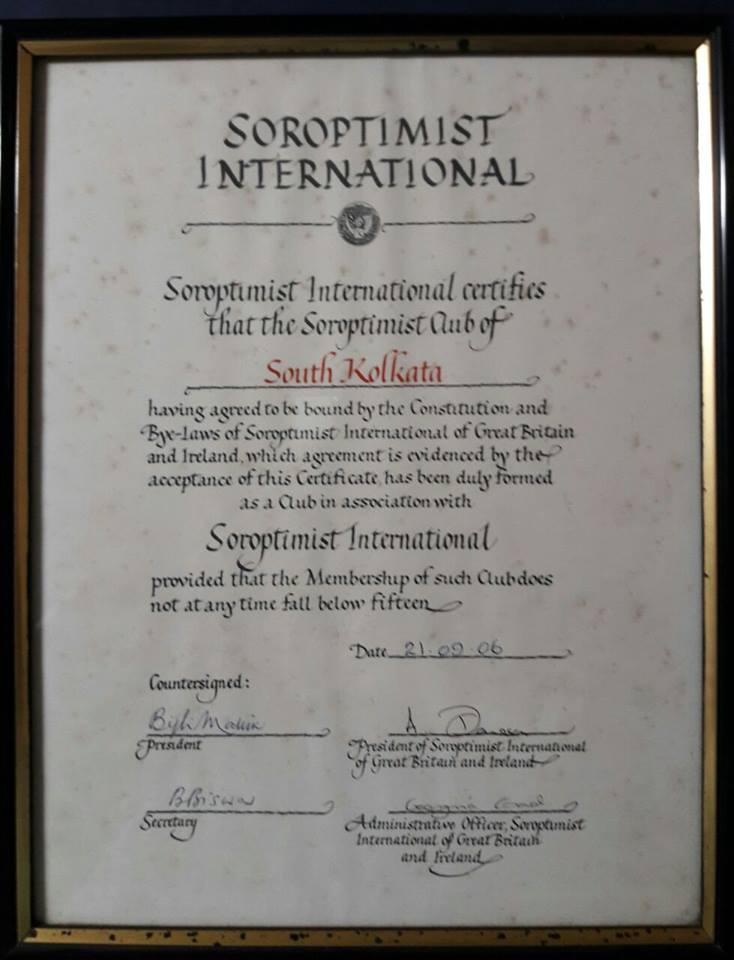 SOROPTIMIST
INTERNATIONAL
Soroptimist International certifies
that the Soroptimist Club of
South Kolkata
having agreed to be bound by the Constitution and
Bye-Laws of Soroptimist International of Great Britain
and Ireland, which agreement is evidenced by the
acceptance of this Certificate, has been duly formed
as a Club in association with
Soroptimist International
provided that the Membership of such Club does
not at any time fall below fifteen
Date 21.09.06
Countersigned:
President
President of Soroptimist International
of Great Britain and Ireland
B Biswas
Secretary
Administrative Officer, Soroptimist
International of Great Britain
and Ireland